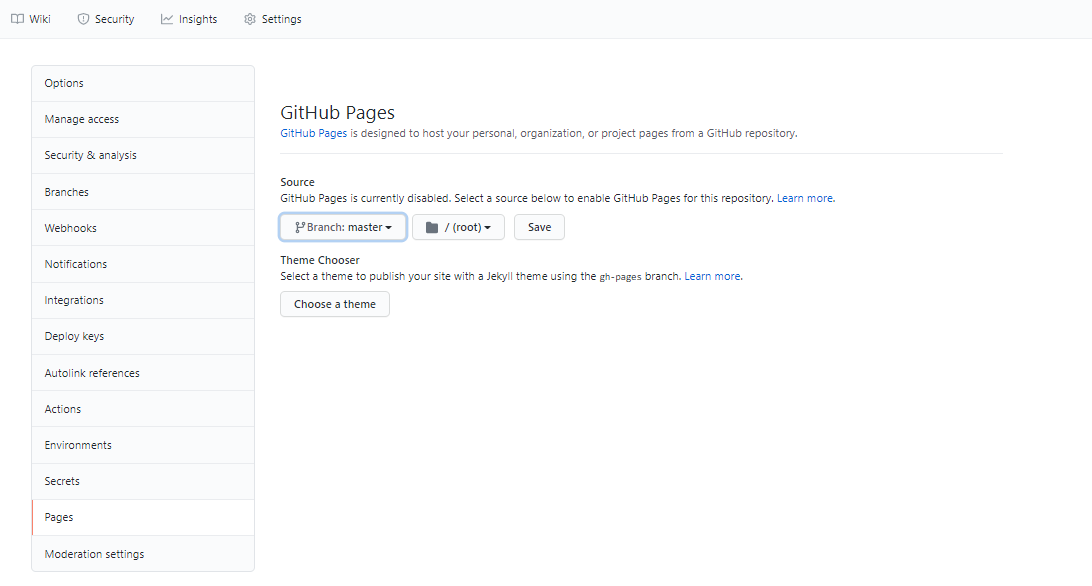 Wiki Security Insights Settings
Options
Manage access
Security & analysis
Branches
Webhooks
Notifications
Integrations
Deploy keys
Autolink references
Actions
Environments
Secrets
Pages
Moderation settings
GitHub Pages
GitHub Pages is designed to host your personal, organization, or project pages from a GitHub repository.
Source
GitHub Pages is currently disabled. Select a source below to enable GitHub Pages for this repository. Learn more.
Branch: master / (root) Save
Theme Chooser
Select a theme to publish your site with a Jekyll theme using the gh-pages branch. Learn more.
Choose a theme